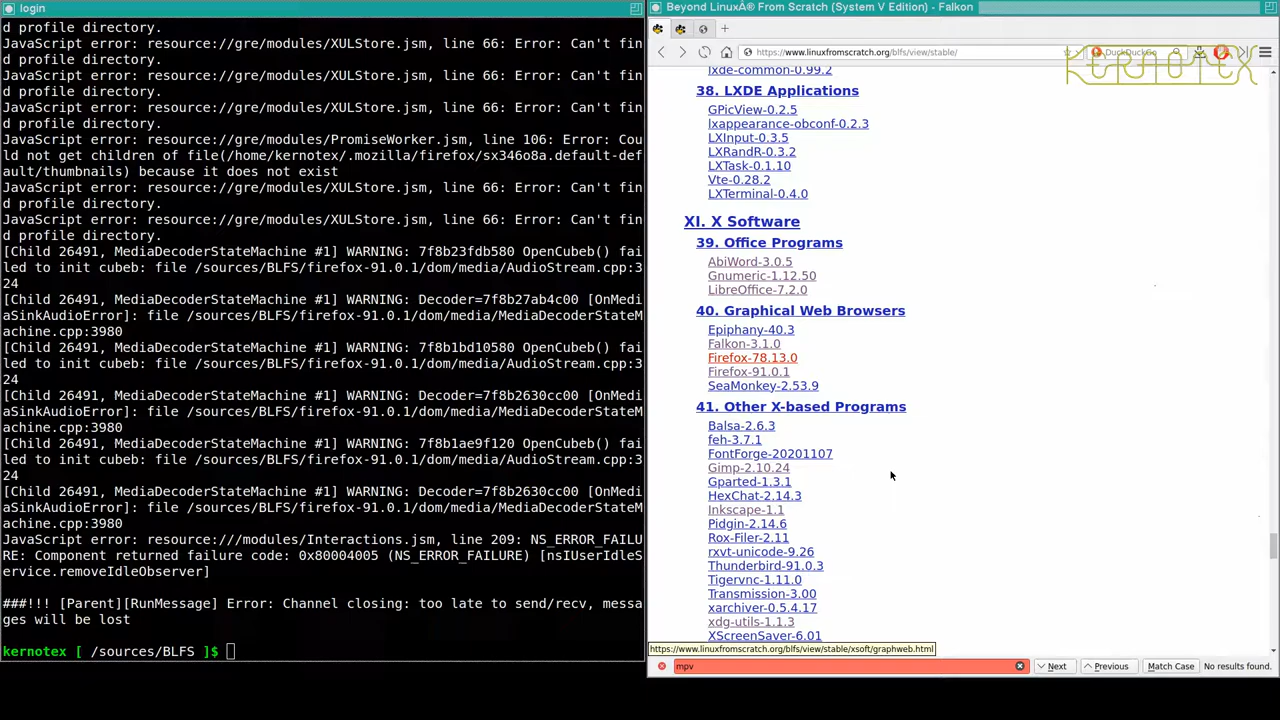 login
d profile directory.
JavaScript error: resource://gre/modules/XULStore.jsm, line 66: Error: Can't fin
d profile directory.
JavaScript error: resource://gre/modules/XULStore.jsm, line 66: Error: Can't fin
d profile directory.
JavaScript error: resource://gre/modules/XULStore.jsm, line 66: Error: Can't fin
d profile directory.
JavaScript error: resource://gre/modules/PromiseWorker.jsm, line 106: Error: Cou
ld not get children of file(/home/kernotex/.mozilla/firefox/sx346o8a.default-def
ault/thumbnails) because it does not exist
JavaScript error: resource://gre/modules/XULStore.jsm, line 66: Error: Can't fin
d profile directory.
JavaScript error: resource://gre/modules/XULStore.jsm, line 66: Error: Can't fin
d profile directory.
[Child 26491, MediaDecoderStateMachine #1] WARNING: 7f8b23fdb580 OpenCubeb() fai
led to init cubeb: file /sources/BLFS/firefox-91.0.1/dom/media/AudioStream.cpp:3
24
[Child 26491, MediaDecoderStateMachine #1] WARNING: Decoder=7f8b27ab4c00 [OnMedi
aSinkAudioError]: file /sources/BLFS/firefox-91.0.1/dom/media/MediaDecoderStateM
achine.cpp:3980
[Child 26491, MediaDecoderStateMachine #1] WARNING: 7f8b1bd10580 OpenCubeb() fai
led to init cubeb: file /sources/BLFS/firefox-91.0.1/dom/media/AudioStream.cpp:3
24
[Child 26491, MediaDecoderStateMachine #1] WARNING: Decoder=7f8b2630cc00 [OnMedi
aSinkAudioError]: file /sources/BLFS/firefox-91.0.1/dom/media/MediaDecoderStateM
achine.cpp:3980
[Child 26491, MediaDecoderStateMachine #1] WARNING: 7f8b1ae9f120 OpenCubeb() fai
led to init cubeb: file /sources/BLFS/firefox-91.0.1/dom/media/AudioStream.cpp:3
24
[Child 26491, MediaDecoderStateMachine #1] WARNING: Decoder=7f8b2630cc00 [OnMedi
aSinkAudioError]: file /sources/BLFS/firefox-91.0.1/dom/media/MediaDecoderStateM
achine.cpp:3980
JavaScript error: resource:///modules/Interactions.jsm, line 209: NS_ERROR_FAILU
RE: Component returned failure code: 0x80004005 (NS_ERROR_FAILURE) [nsIUserIdleS
ervice.removeIdleObserver]
###!!! [Parent][RunMessage] Error: Channel closing: too late to send/recv, messa
ges will be lost
kernotex [ /sources/BLFS ]$
Beyond LinuxÂ® From Scratch (System V Edition) - Falkon
https://www.linuxfromscratch.org/blfs/view/stable/
DuckDuckGo
KERNOTEX
lxde-common-0.99.2
38. LXDE Applications
GPicView-0.2.5
lxappearance-obconf-0.2.3
LXInput-0.3.5
LXRandR-0.3.2
LXTask-0.1.10
Vte-0.28.2
LXTerminal-0.4.0
XI. X Software
39. Office Programs
AbiWord-3.0.5
Gnumeric-1.12.50
LibreOffice-7.2.0
40. Graphical Web Browsers
Epiphany-40.3
Falkon-3.1.0
Firefox-78.13.0
Firefox-91.0.1
SeaMonkey-2.53.9
41. Other X-based Programs
Balsa-2.6.3
feh-3.7.1
FontForge-20201107
Gimp-2.10.24
Gparted-1.3.1
HexChat-2.14.3
Inkscape-1.1
Pidgin-2.14.6
Rox-Filer-2.11
rxvt-unicode-9.26
Thunderbird-91.0.3
Tigervnc-1.11.0
Transmission-3.00
xarchiver-0.5.4.17
xdg-utils-1.1.3
XScreenSaver-6.01
https://www.linuxfromscratch.org/blfs/view/stable/xsoft/graphweb.html
mpv
Next
Previous
Match Case
No results found.